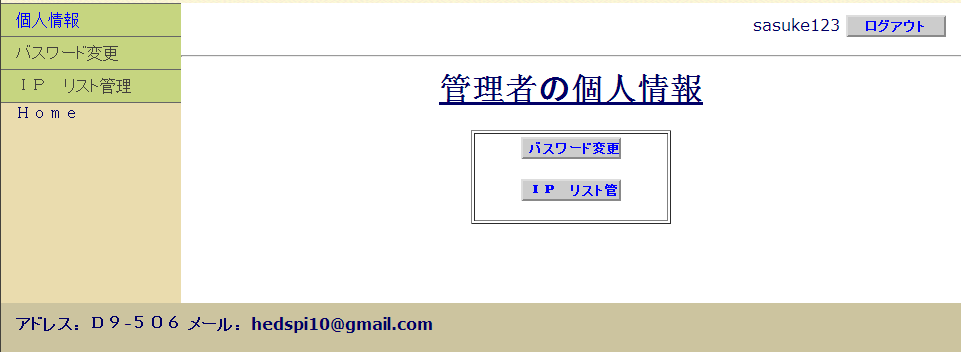 個人情報
パスワード変更
ＩＰ　リスト管理
Ｈｏｍｅ
sasuke123 ログアウト
管理者の個人情報
パスワード変更
ＩＰ　リスト管
アドレス：Ｄ９-５０６ メール：hedspi10@gmail.com